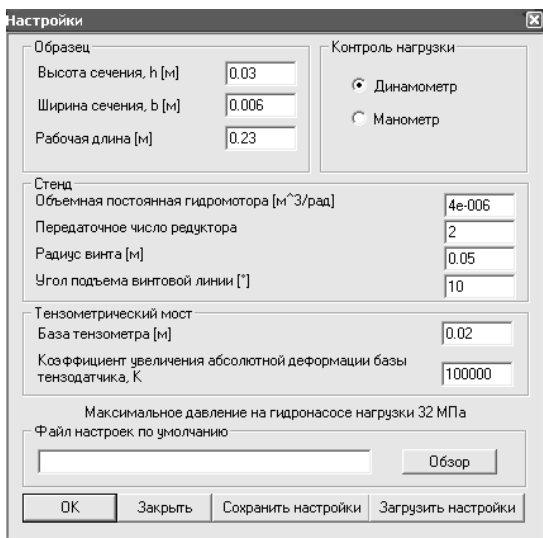 Настройки
Образец
Высота сечения, h [м]
0.03
Ширина сечения, b [м]
0.006
Рабочая длина [м]
0.23
Контроль нагрузки
Динамометр
Манометр
Стенд
Объемная постоянная гидромотора [м^3/рад]
4e-006
Передаточное число редуктора
2
Радиус винта [м]
0.05
Угол подъема винтовой линии [°]
10
Тензометрический мост
База тензометра [м]
0.02
Коэффициент увеличения абсолютной деформации базы
тензодатчика, K
100000
Максимальное давление на гидронасосе нагрузки 32 МПа
Файл настроек по умолчанию
Обзор
OK
Закрыть
Сохранить настройки
Загрузить настройки